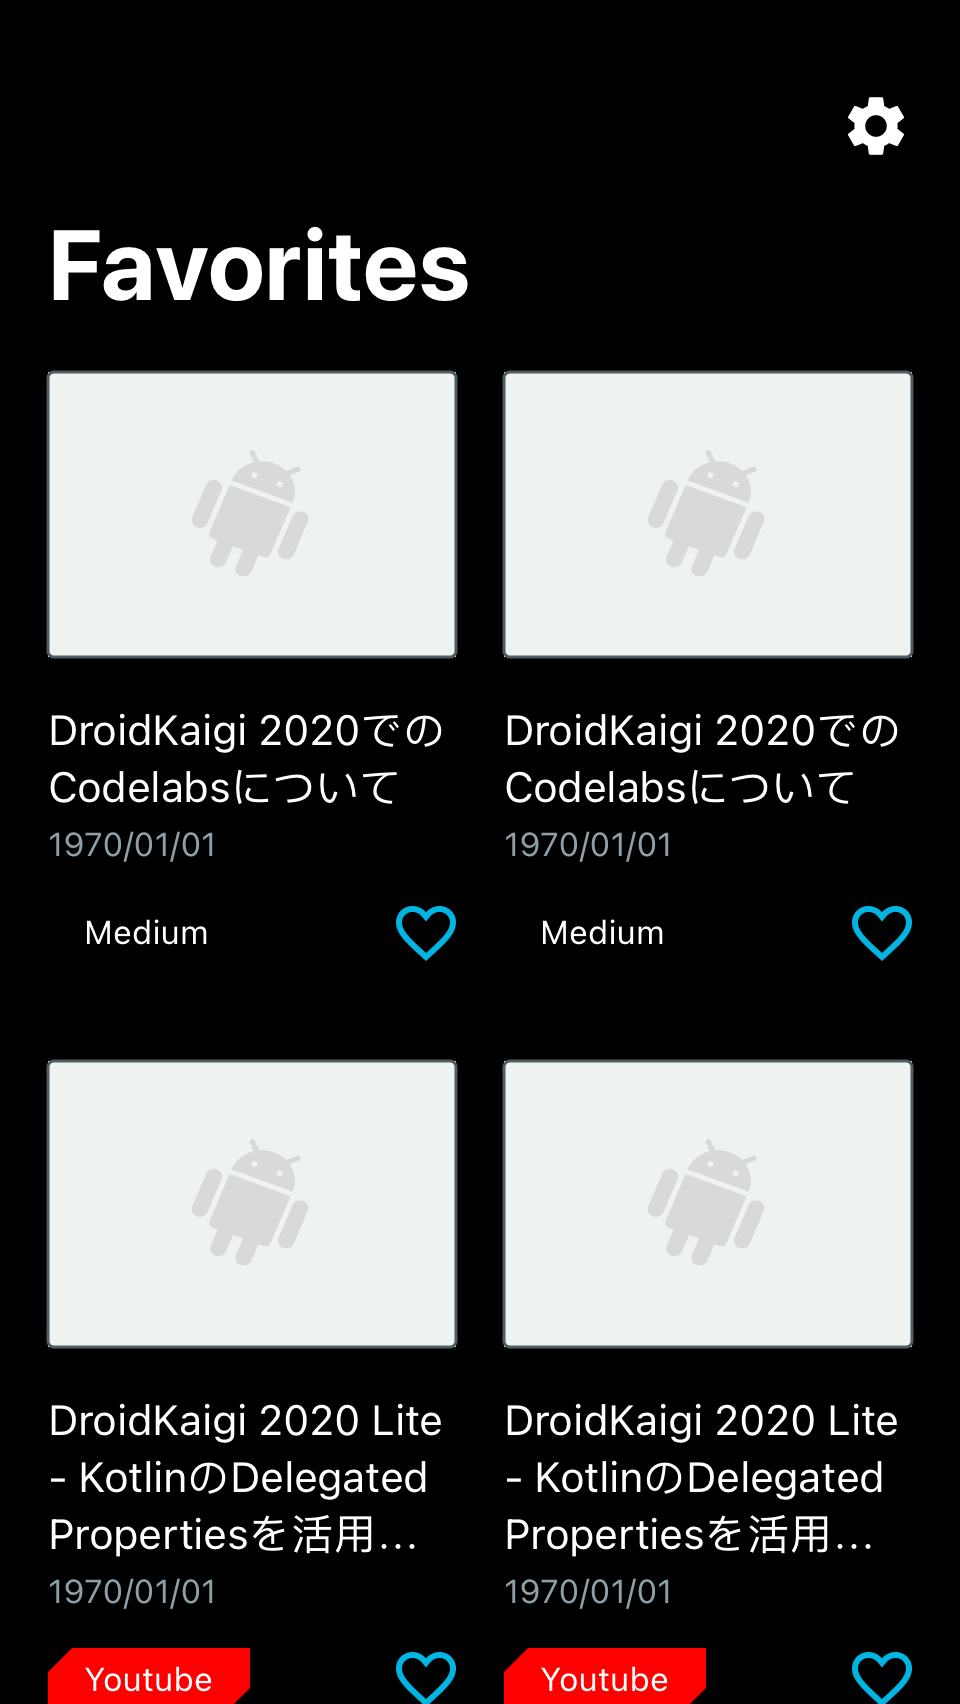 Favorites
DroidKaigi 2020での
Codelabsについて
1970/01/01
Medium
DroidKaigi 2020での
Codelabsについて
1970/01/01
Medium
DroidKaigi 2020 Lite
- KotlinのDelegated
Propertiesを活用...
1970/01/01
Youtube
DroidKaigi 2020 Lite
- KotlinのDelegated
Propertiesを活用...
1970/01/01
Youtube